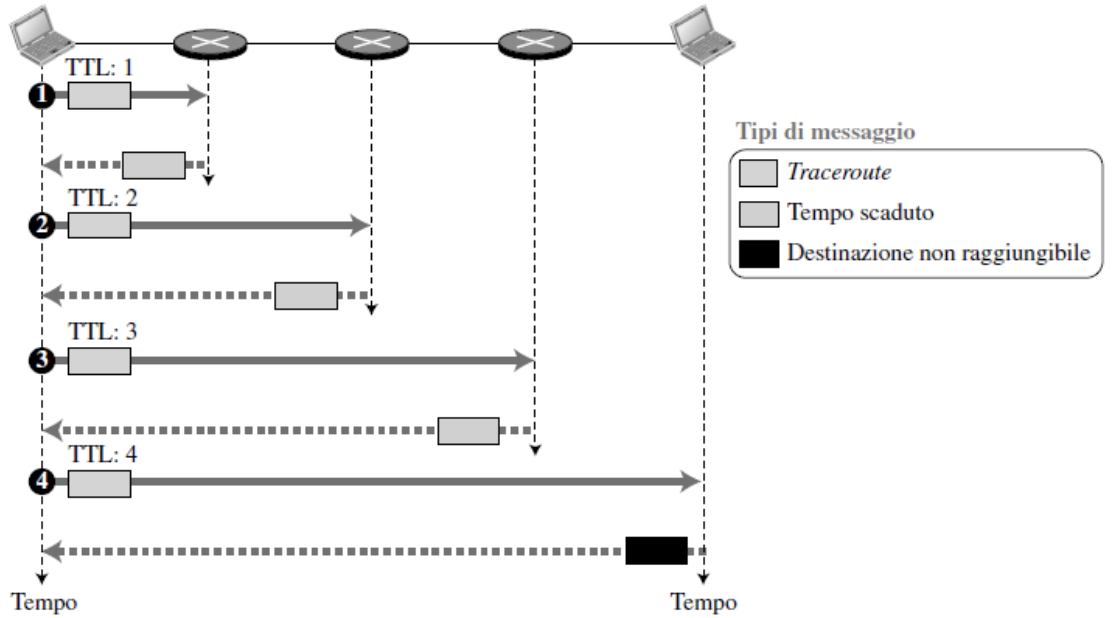 TTL: 1
1
TTL: 2
2
TTL: 3
3
TTL: 4
4
Tempo
Tempo
Tipi di messaggio
Traceroute
Tempo scaduto
Destinazione non raggiungibile